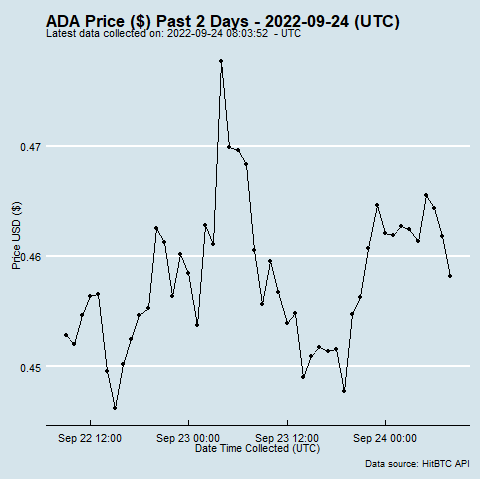 ADA Price ($) Past 2 Days - 2022-09-24 (UTC)
Latest data collected on: 2022-09-24 08:03:52 - UTC
0.47
0.46
0.45
Price USD ($)
Sep 22 12:00 Sep 23 00:00 Sep 23 12:00 Sep 24 00:00
Date Time Collected (UTC)
Data source: HitBTC API